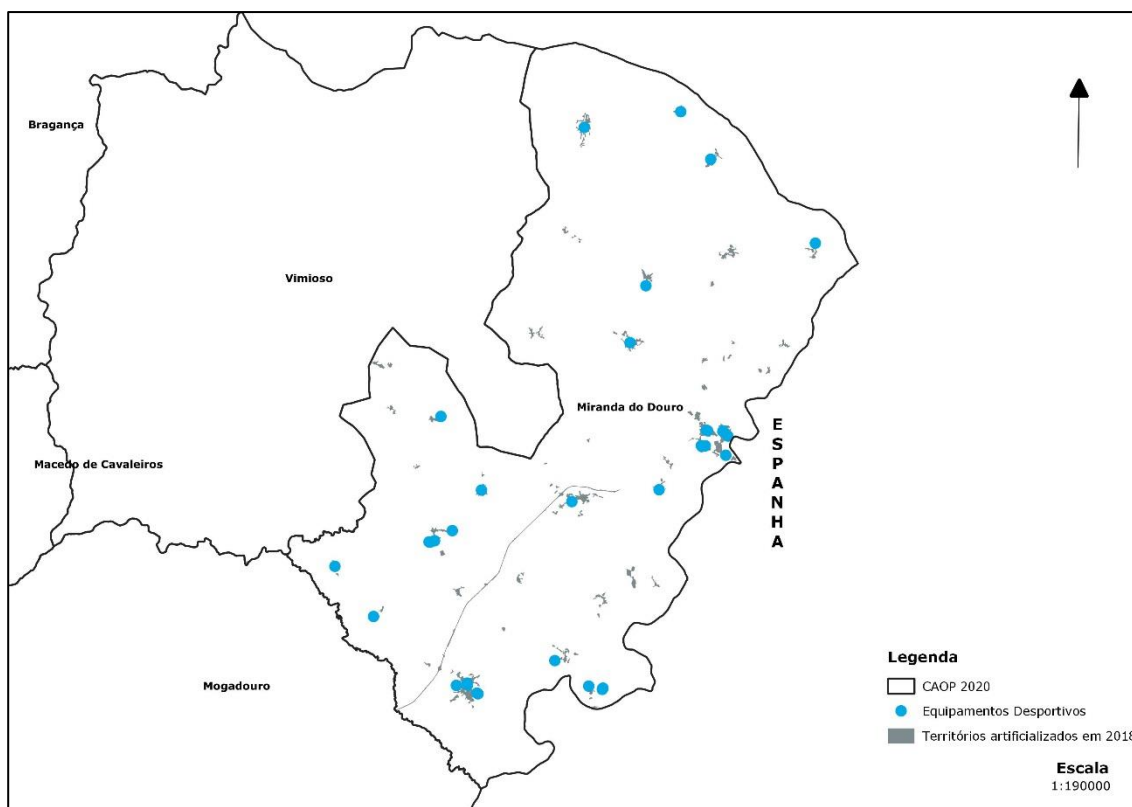 Bragança
Vimioso
Miranda do Douro
ESPANHA
Macedo de Cavaleiros
Mogadouro
Legenda
CAOP 2020
Equipamentos Desportivos
Territórios artificializados em 2018
Escala
1:190000